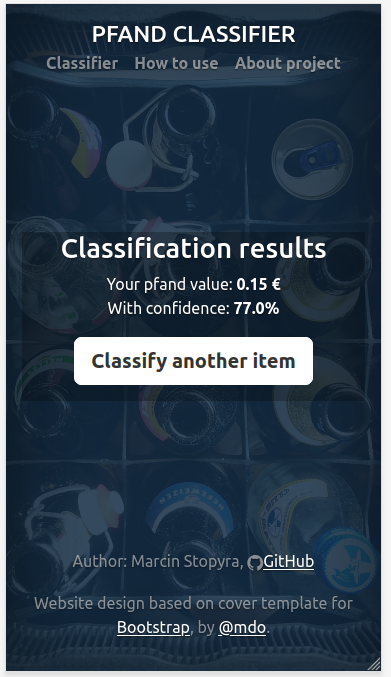 PFAND CLASSIFIER
Classifier How to use About project
Classification results
Your pfand value: 0.15 €
With confidence: 77.0%
Classify another item
Author: Marcin Stopyra, GitHub
Website design based on cover template for
Bootstrap, by @mdo.